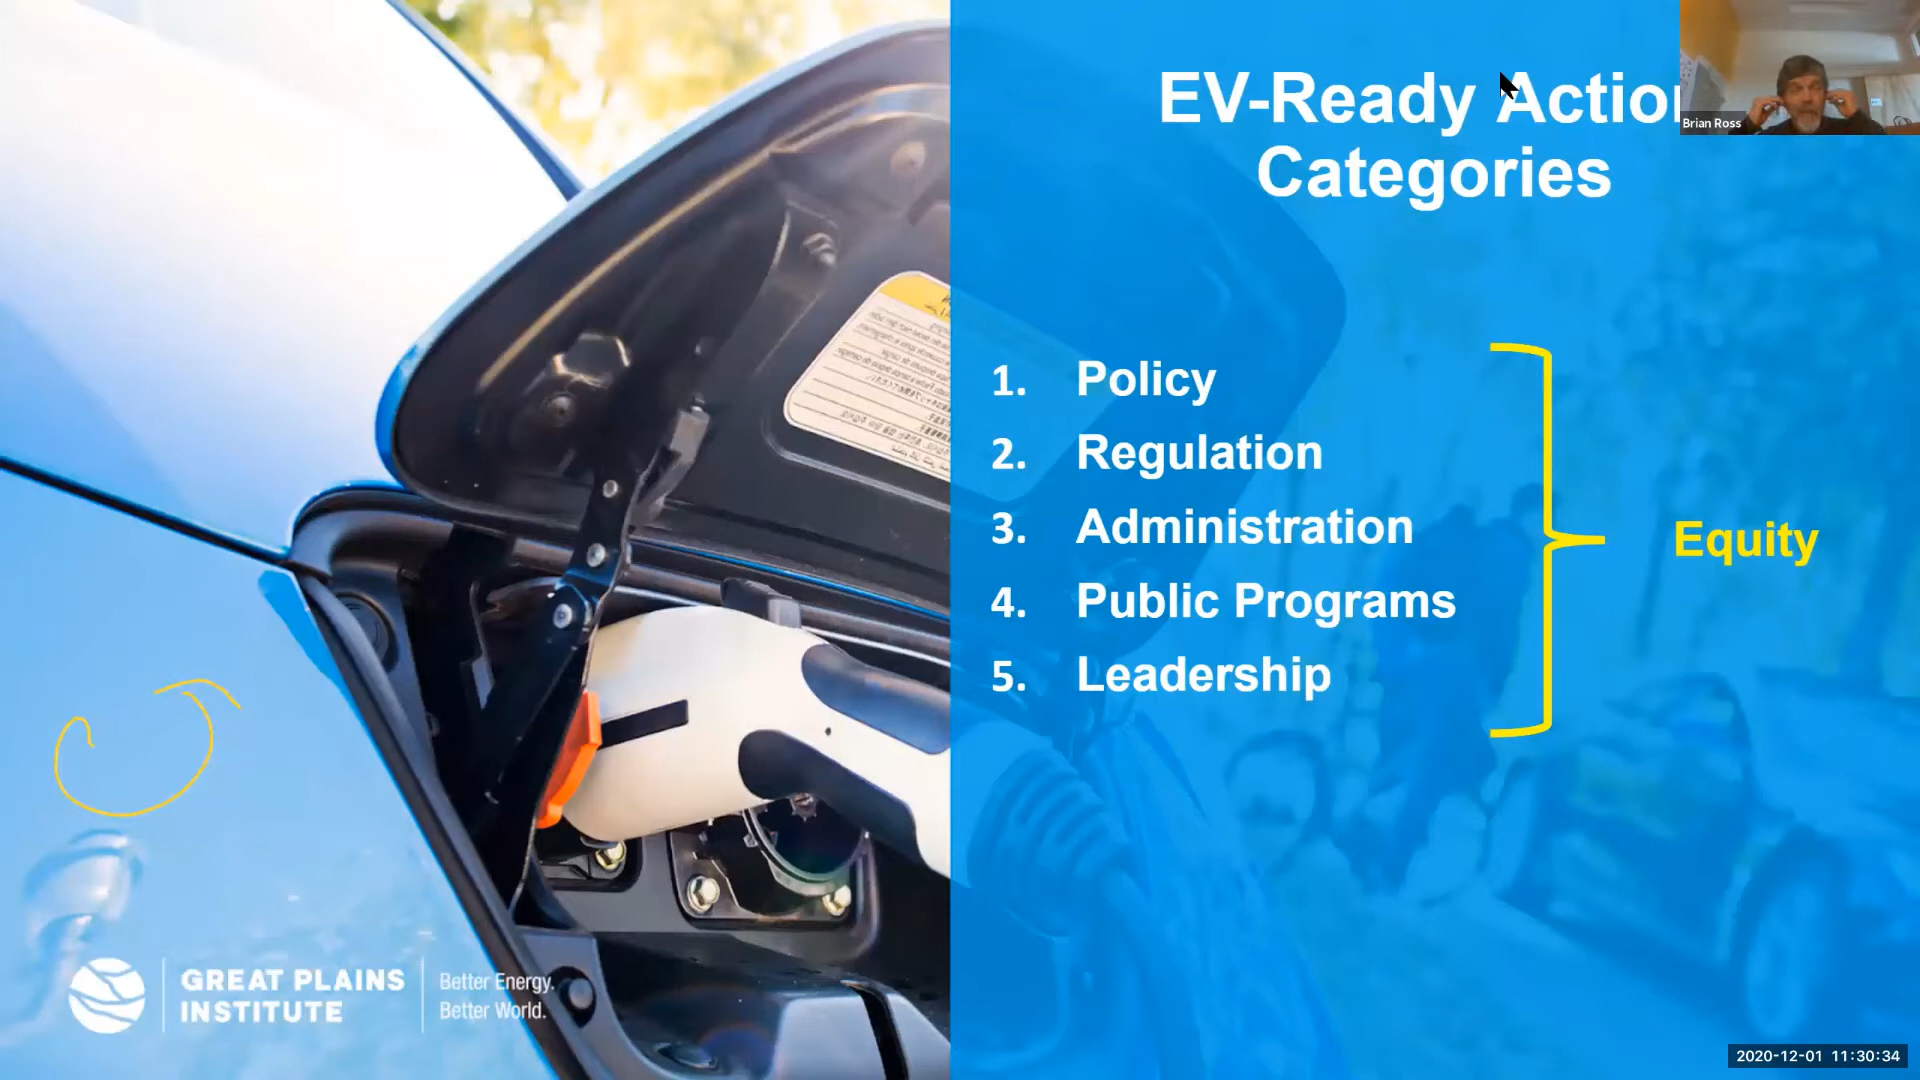 EV-Ready Action
Categories
Brian Ross
1. Policy
2. Regulation
3. Administration
4. Public Programs
5. Leadership
Equity
GREAT PLAINS
INSTITUTE
Better Energy.
Better World.
2020-12-01 11:30:34